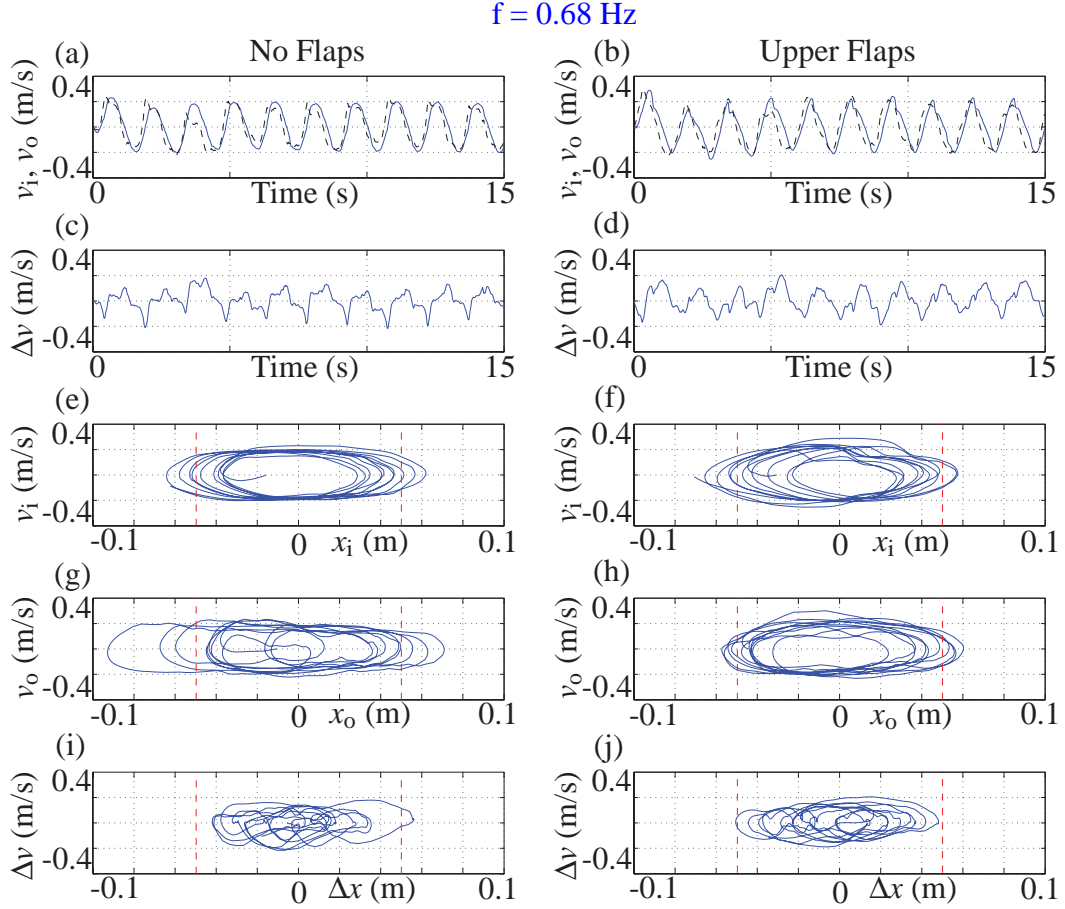 f = 0.68 Hz
(a) No Flaps
v_i, v_o (m/s)
0.4
-0.4
0 Time (s) 15
(b) Upper Flaps
v_i, v_o (m/s)
0.4
-0.4
0 Time (s) 15
(c)
Δv (m/s)
0.4
-0.4
0 Time (s) 15
(d)
Δv (m/s)
0.4
-0.4
0 Time (s) 15
(e)
v_i (m/s)
0.4
-0.4
-0.1 0 x_i (m) 0.1
(f)
v_i (m/s)
0.4
-0.4
-0.1 0 x_i (m) 0.1
(g)
v_o (m/s)
0.4
-0.4
-0.1 0 x_o (m) 0.1
(h)
v_o (m/s)
0.4
-0.4
-0.1 0 x_o (m) 0.1
(i)
Δv (m/s)
0.4
-0.4
-0.1 0 Δx (m) 0.1
(j)
Δv (m/s)
0.4
-0.4
-0.1 0 Δx (m) 0.1